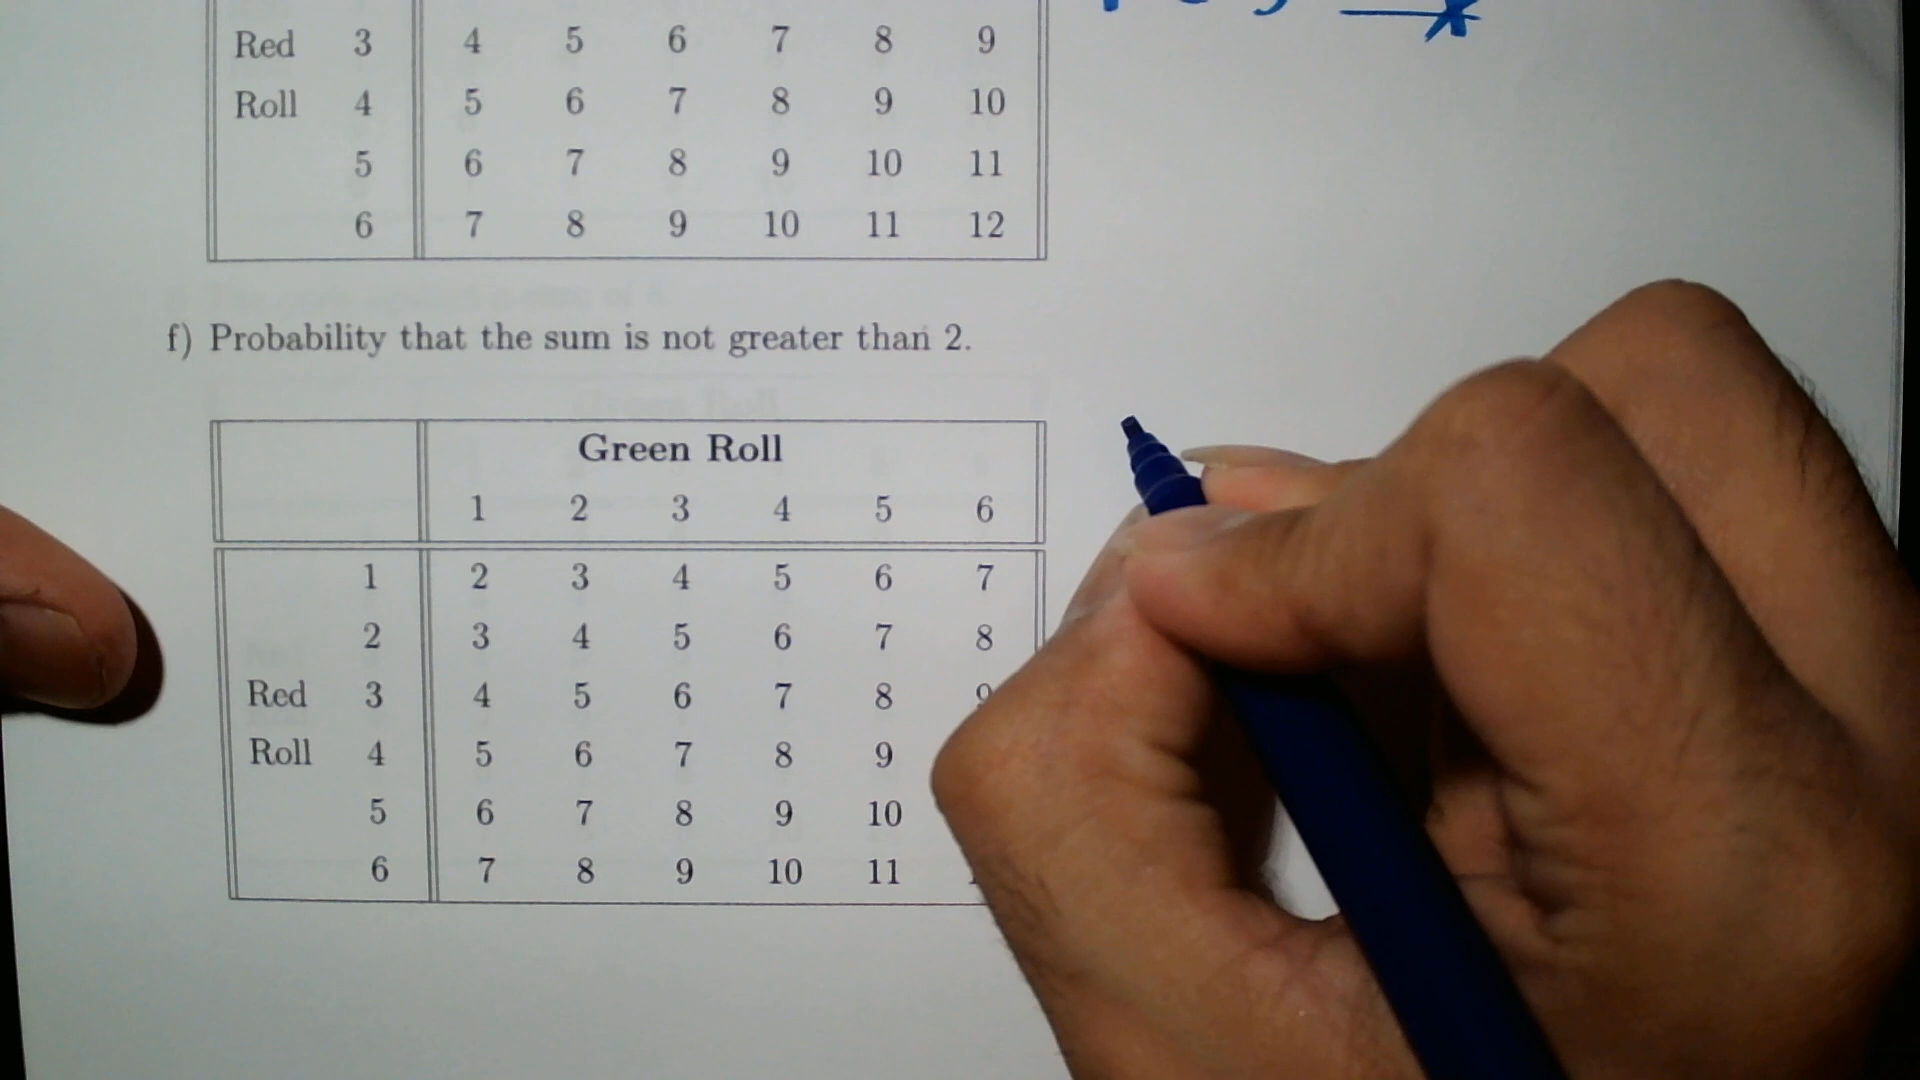 Red 3 4 5 6 7 8 9
Roll 4 5 6 7 8 9 10
5 6 7 8 9 10 11
6 7 8 9 10 11 12
f) Probability that the sum is not greater than 2.
Green Roll
1 2 3 4 5 6
1 2 3 4 5 6 7
2 3 4 5 6 7 8
Red 3 4 5 6 7 8 9
Roll 4 5 6 7 8 9
5 6 7 8 9 10
6 7 8 9 10 11